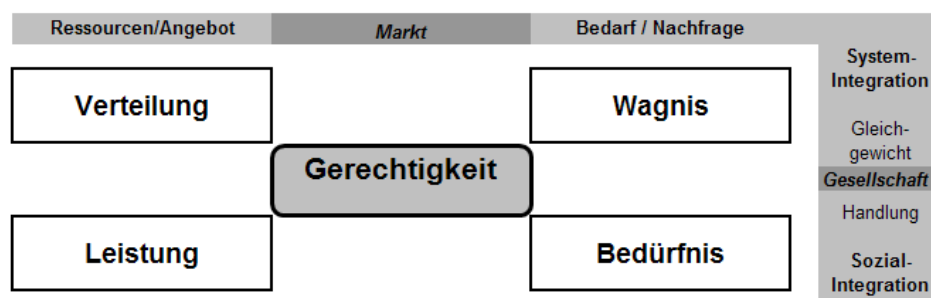 Ressourcen/Angebot
Markt
Bedarf / Nachfrage
System-
Integration
Verteilung
Wagnis
Gleich-
gewicht
Gerechtigkeit
Gesellschaft
Handlung
Leistung
Bedürfnis
Sozial-
Integration